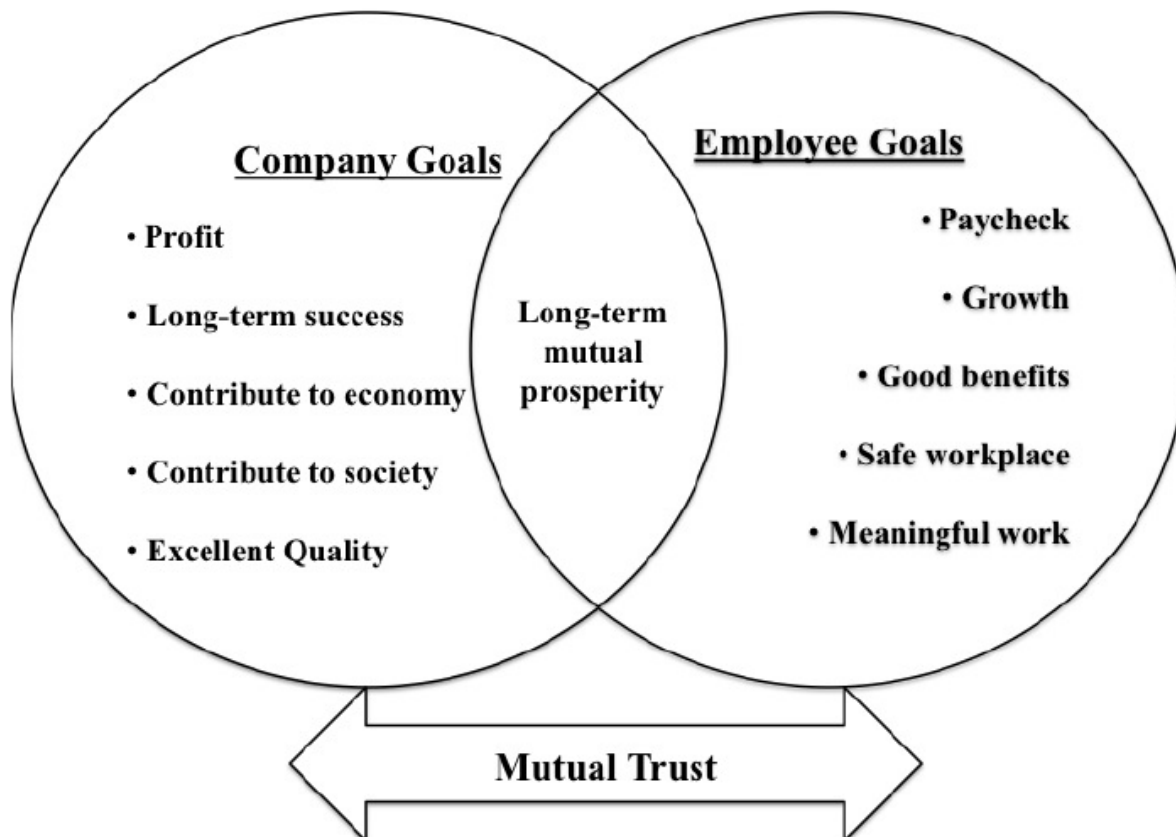 Company Goals
• Profit
• Long-term success
• Contribute to economy
• Contribute to society
• Excellent Quality
Long-term
mutual
prosperity
Employee Goals
• Paycheck
• Growth
• Good benefits
• Safe workplace
• Meaningful work
Mutual Trust